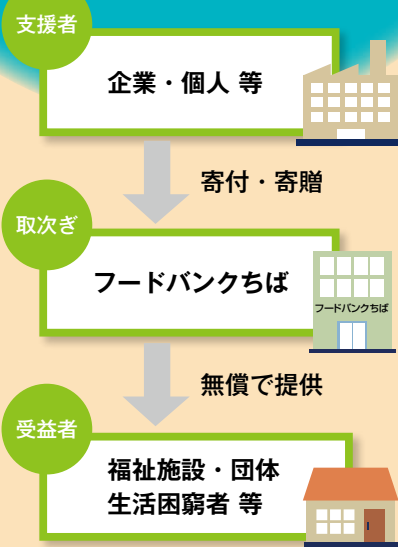 支援者
企業・個人 等
寄付・寄贈
取次ぎ
フードバンクちば
フードバンクちば
無償で提供
受益者
福祉施設・団体
生活困窮者 等